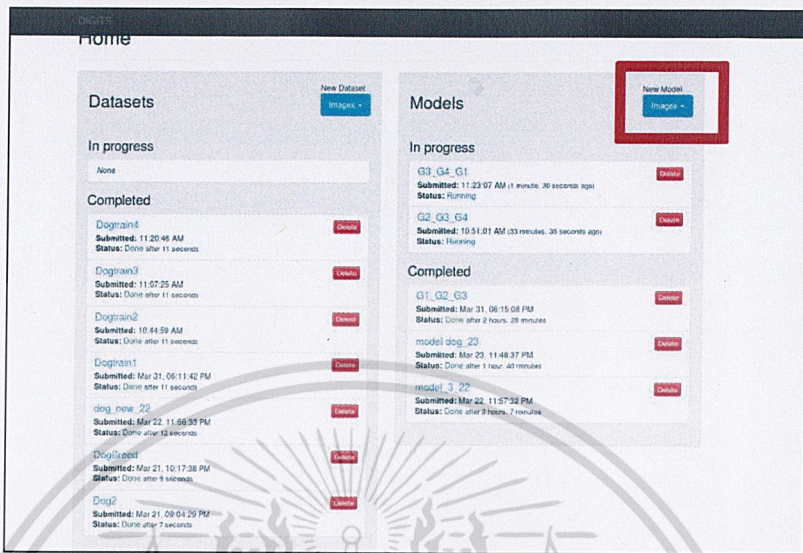 DIGITS
Home
Datasets
New Dataset
Images
In progress
None
Completed
Dogtrain4
Delete
Submitted: 11:20:46 AM
Status: Done after 11 seconds
Dogtrain3
Delete
Submitted: 11:07:25 AM
Status: Done after 11 seconds
Dogtrain2
Delete
Submitted: 10:44:59 AM
Status: Done after 11 seconds
Dogtrain1
Delete
Submitted: Mar 31, 06:11:42 PM
Status: Done after 11 seconds
dog_new_22
Delete
Submitted: Mar 22, 11:56:33 PM
Status: Done after 12 seconds
DogBreed
Delete
Submitted: Mar 21, 10:17:38 PM
Status: Done after 9 seconds
Dog2
Delete
Submitted: Mar 21, 09:04:29 PM
Status: Done after 7 seconds
Models
New Model
Images
In progress
G3_G4_G1
Delete
Submitted: 11:23:07 AM (1 minute, 30 seconds ago)
Status: Running
G2_G3_G4
Delete
Submitted: 10:51:01 AM (33 minutes, 36 seconds ago)
Status: Running
Completed
G1_G2_G3
Delete
Submitted: Mar 31, 06:15:08 PM
Status: Done after 2 hours, 28 minutes
model dog_23
Delete
Submitted: Mar 23, 11:48:37 PM
Status: Done after 1 hour, 40 minutes
model_3_22
Delete
Submitted: Mar 22, 11:57:32 PM
Status: Done after 2 hours, 7 minutes